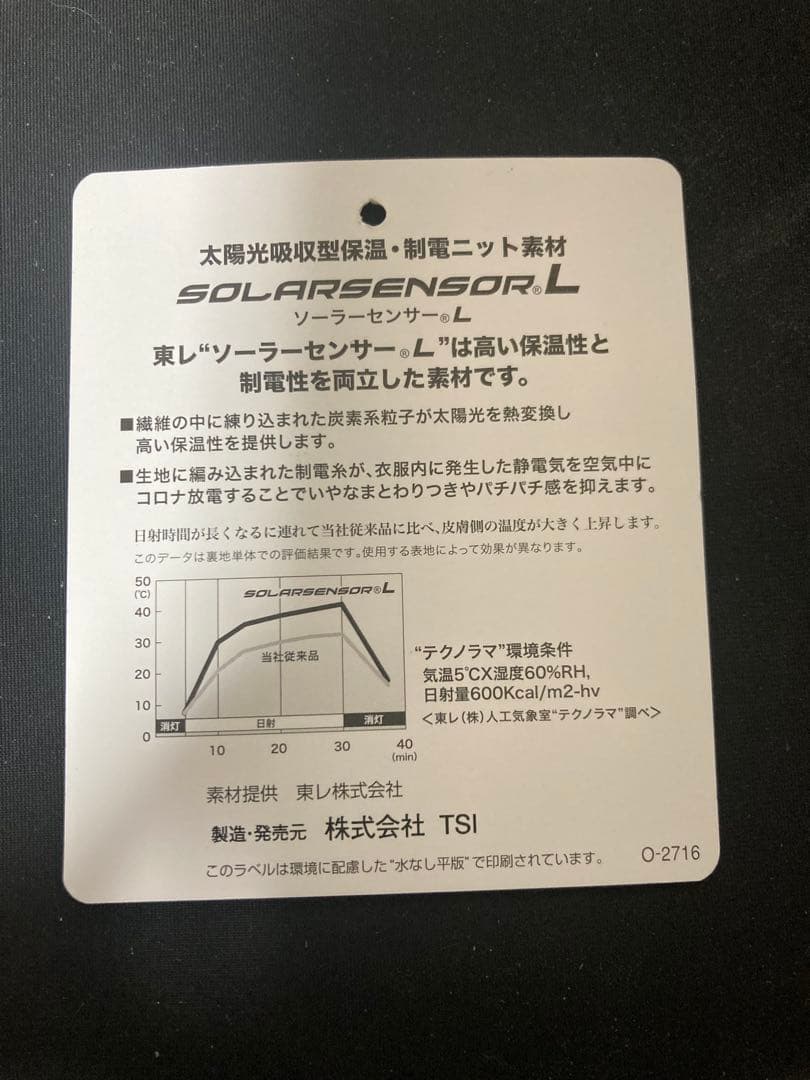 太陽光吸収型保温・制電ニット素材
SOLARSENSOR®L
ソーラーセンサー®L
東レ“ソーラーセンサー®L”は高い保温性と
制電性を両立した素材です。
■繊維の中に練り込まれた炭素系粒子が太陽光を熱変換し
高い保温性を提供します。
■生地に編み込まれた制電糸が、衣服内に発生した静電気を空気中に
コロナ放電することでいやなまとわりつきやパチパチ感を抑えます。
日射時間が長くなるに連れて当社従来品に比べ、皮膚側の温度が大きく上昇します。
このデータは裏地単体での評価結果です。使用する表地によって効果が異なります。
50
(℃)
40
30
20
10
0
SOLARSENSOR®L
当社従来品
消灯 日射 消灯
10 20 30 40
(min)
“テクノラマ”環境条件
気温5℃X湿度60%RH,
日射量600Kcal/m2-hv
<東レ(株)人工気象室“テクノラマ”調べ>
素材提供 東レ株式会社
製造・発売元 株式会社 TSI
このラベルは環境に配慮した“水なし平版”で印刷されています。
O-2716